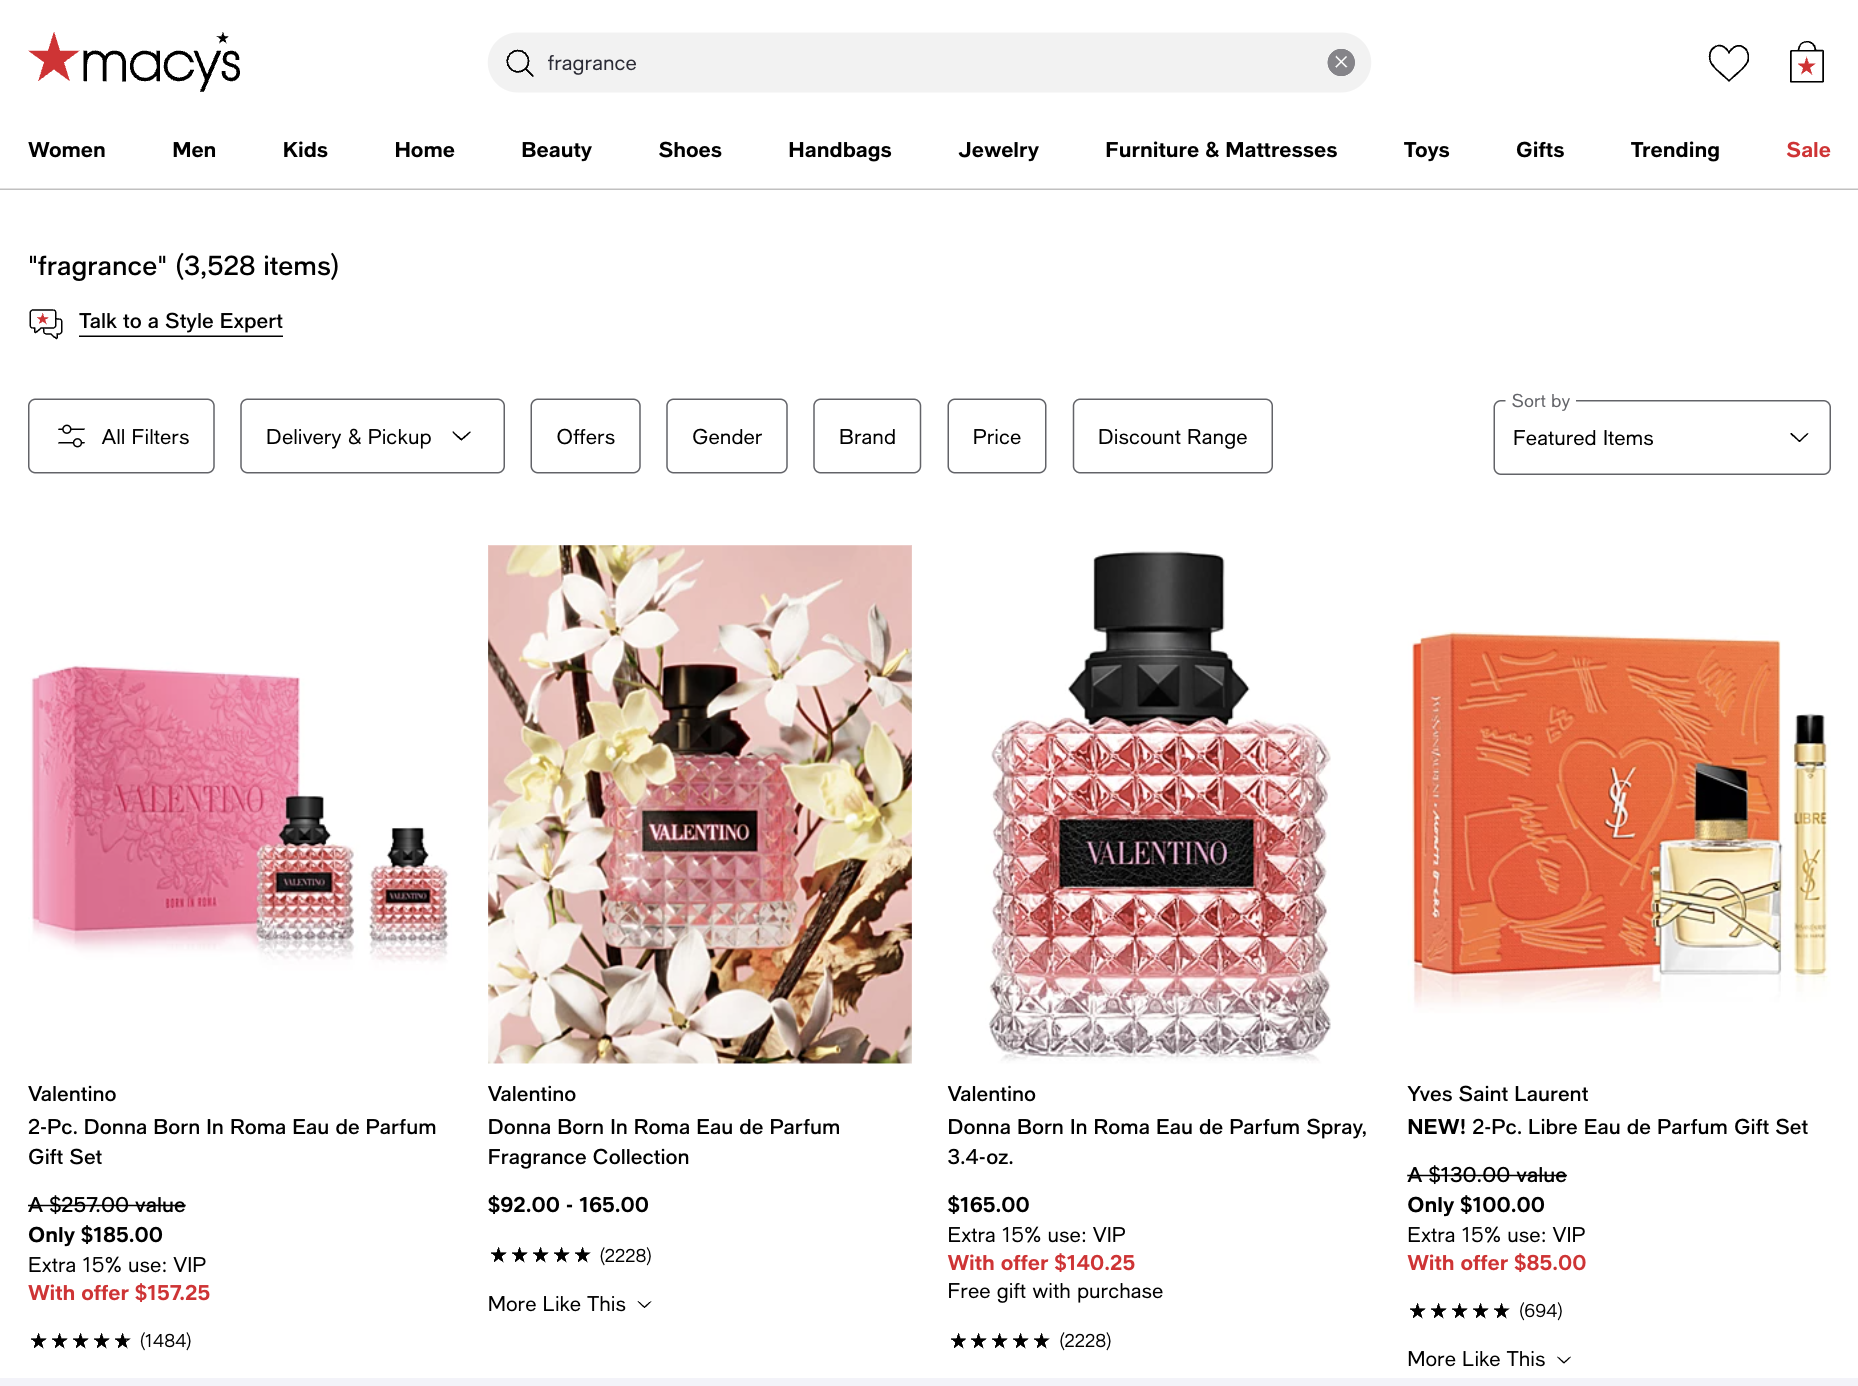 macy's
fragrance
Women Men Kids Home Beauty Shoes Handbags Jewelry Furniture & Mattresses Toys Gifts Trending Sale
"fragrance" (3,528 items)
Talk to a Style Expert
All Filters Delivery & Pickup Offers Gender Brand Price Discount Range
Sort by
Featured Items
VALENTINO
BORN IN ROMA
VALENTINO
VALENTINO
VALENTINO
VALENTINO
YSL
LIBRE
YSL
Valentino
2-Pc. Donna Born In Roma Eau de Parfum
Gift Set
A $257.00 value
Only $185.00
Extra 15% use: VIP
With offer $157.25
(1484)
Valentino
Donna Born In Roma Eau de Parfum
Fragrance Collection
$92.00 - 165.00
(2228)
More Like This
Valentino
Donna Born In Roma Eau de Parfum Spray,
3.4-oz.
$165.00
Extra 15% use: VIP
With offer $140.25
Free gift with purchase
(2228)
Yves Saint Laurent
NEW! 2-Pc. Libre Eau de Parfum Gift Set
A $130.00 value
Only $100.00
Extra 15% use: VIP
With offer $85.00
(694)
More Like This